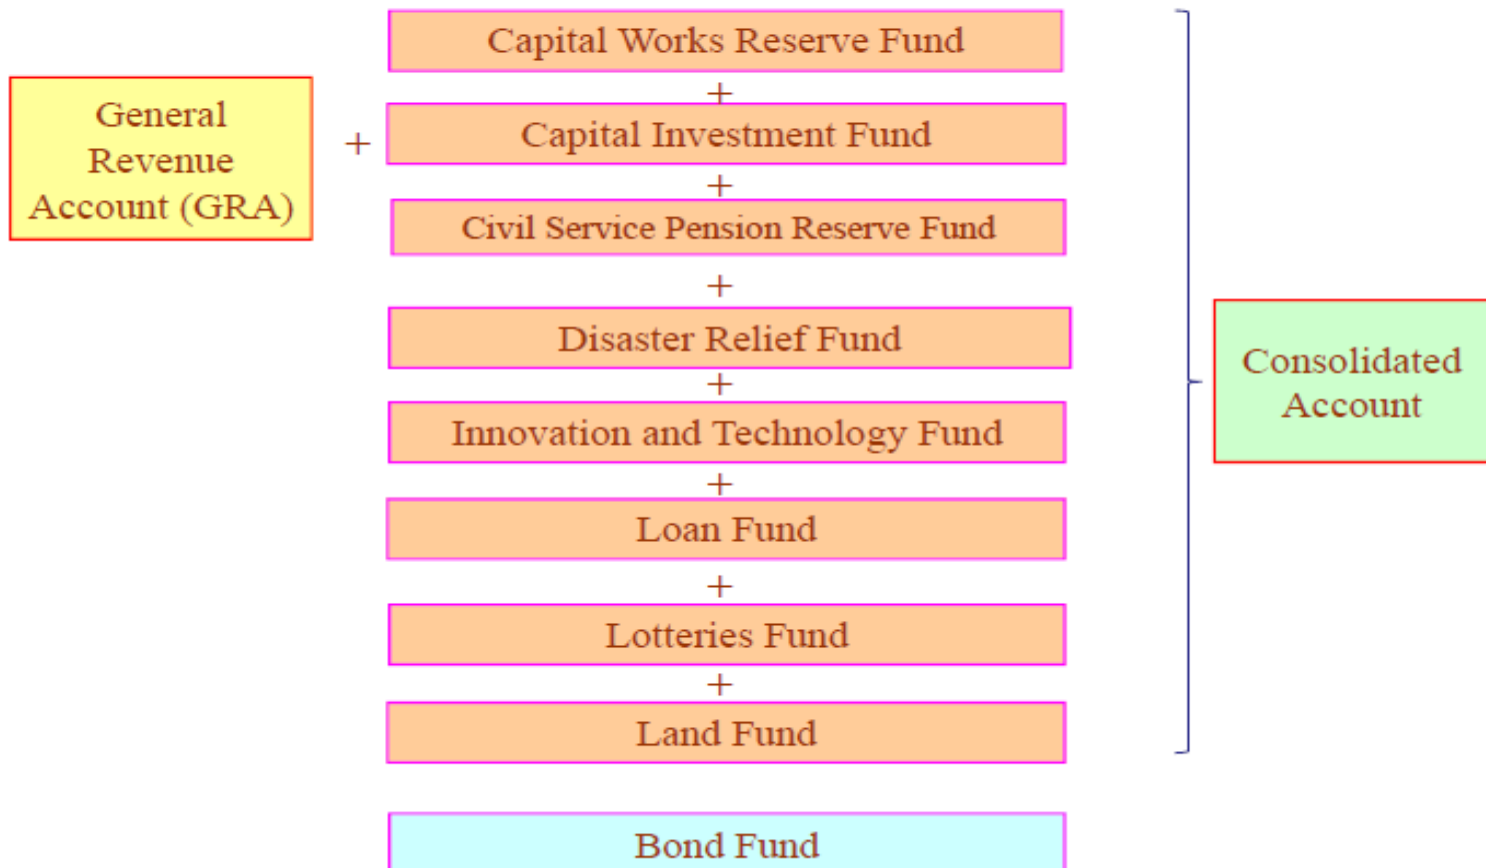 General
Revenue
Account (GRA)
+
Capital Works Reserve Fund
+
Capital Investment Fund
+
Civil Service Pension Reserve Fund
+
Disaster Relief Fund
+
Innovation and Technology Fund
+
Loan Fund
+
Lotteries Fund
+
Land Fund
Consolidated
Account
Bond Fund